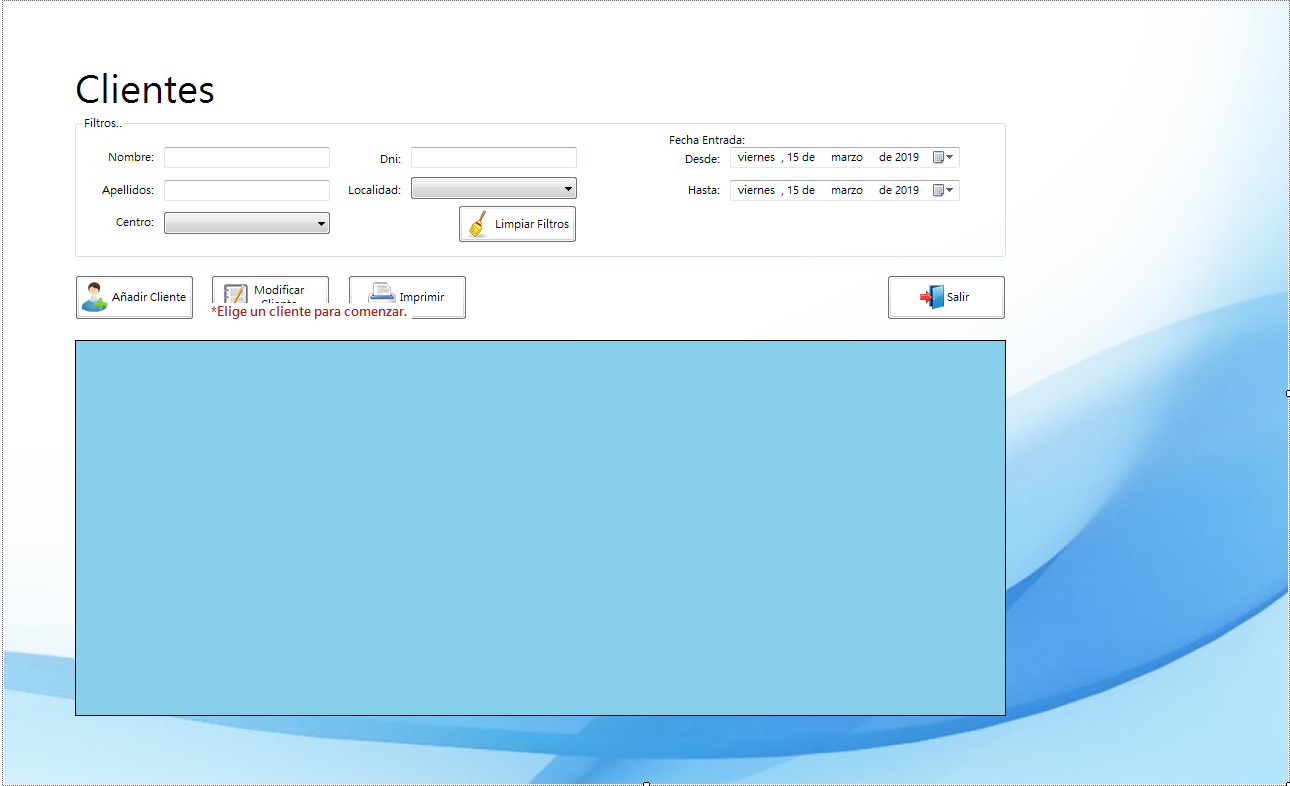 Clientes
Filtros..
Fecha Entrada:
Nombre: Dni: Desde: viernes , 15 de marzo de 2019
Apellidos: Localidad: Hasta: viernes , 15 de marzo de 2019
Centro: Limpiar Filtros
Añadir Cliente Modificar Cliente Imprimir Salir
*Elige un cliente para comenzar.